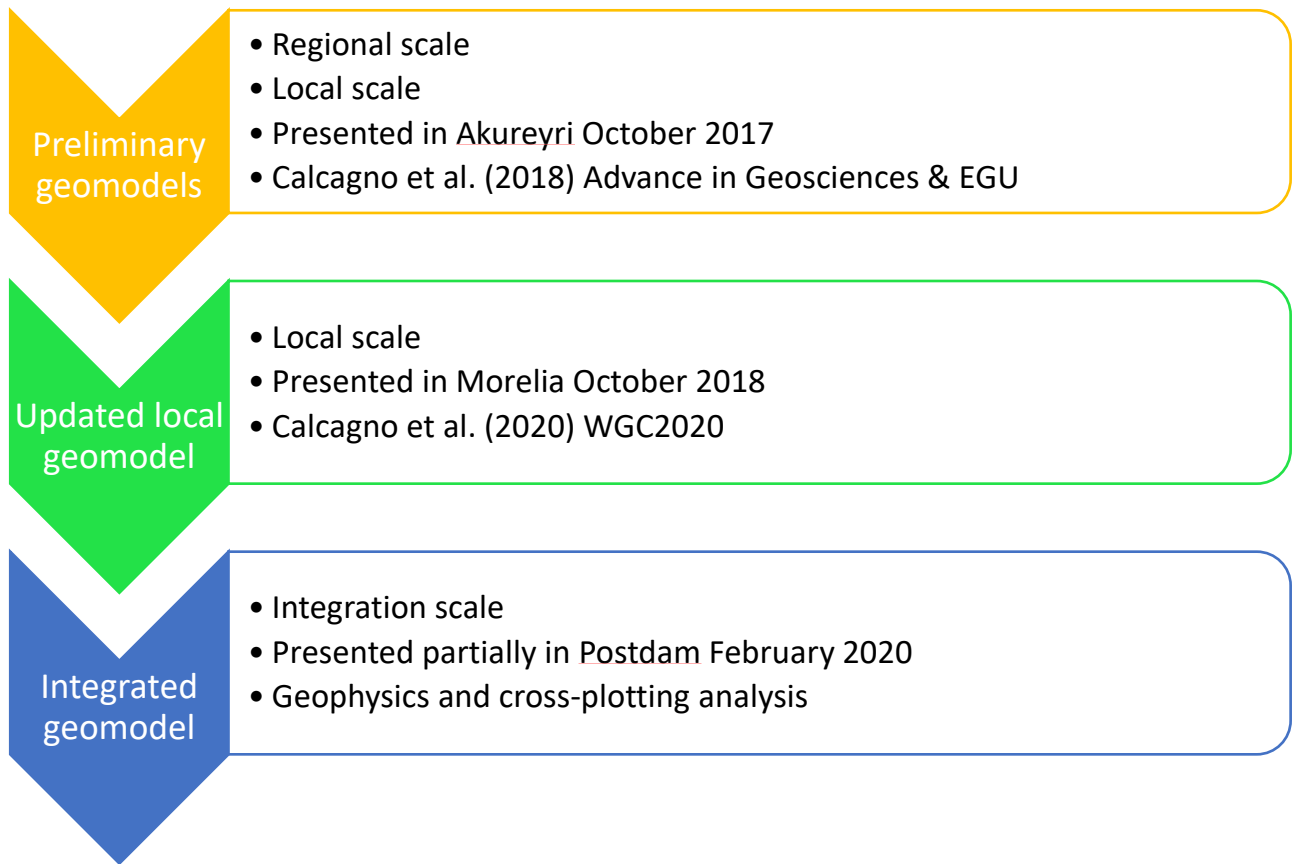 Preliminary
geomodels
• Regional scale
• Local scale
• Presented in Akureyri October 2017
• Calcagno et al. (2018) Advance in Geosciences & EGU
Updated local
geomodel
• Local scale
• Presented in Morelia October 2018
• Calcagno et al. (2020) WGC2020
Integrated
geomodel
• Integration scale
• Presented partially in Postdam February 2020
• Geophysics and cross-plotting analysis